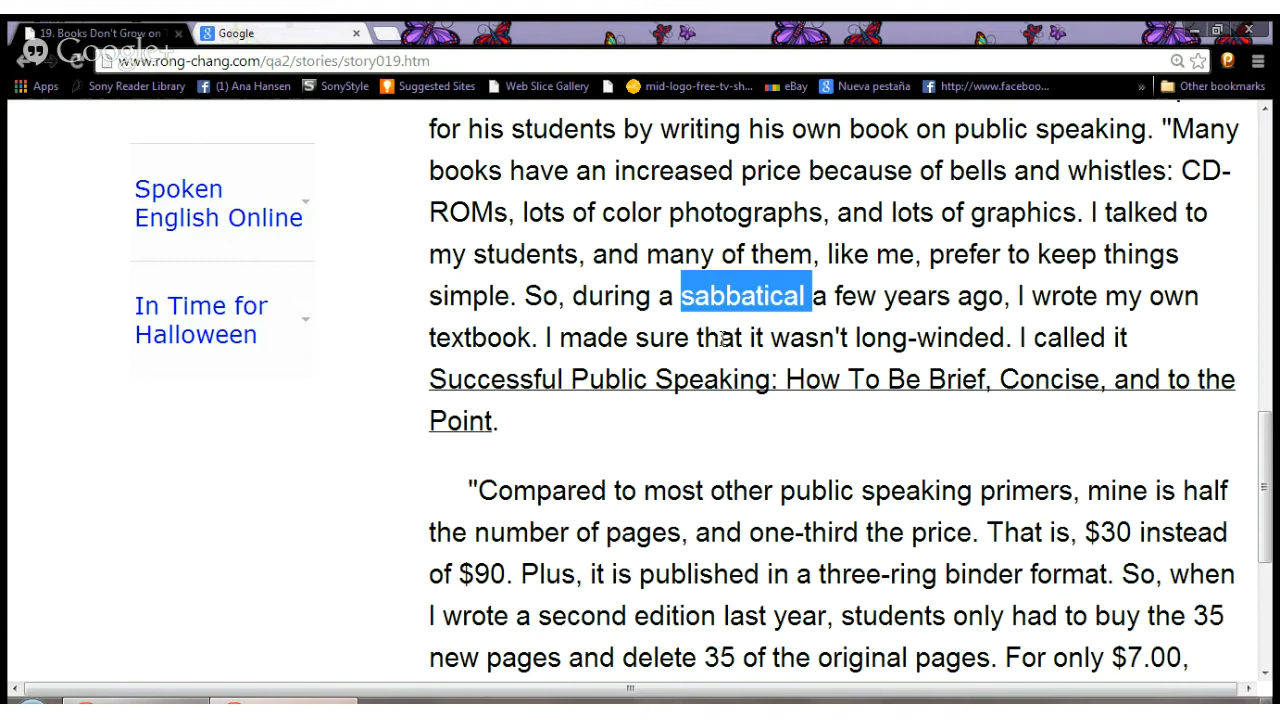 19. Books Don't Grow on T
Google
Google+
www.rong-chang.com/qa2/stories/story019.htm
Apps
Sony Reader Library
(1) Ana Hansen
SonyStyle
Suggested Sites
Web Slice Gallery
mid-logo-free-tv-sh...
eBay
Nueva pestaña
http://www.faceboo...
»
Other bookmarks
Spoken
English Online
In Time for
Halloween
for his students by writing his own book on public speaking. "Many
books have an increased price because of bells and whistles: CD-
ROMs, lots of color photographs, and lots of graphics. I talked to
my students, and many of them, like me, prefer to keep things
simple. So, during a sabbatical a few years ago, I wrote my own
textbook. I made sure that it wasn't long-winded. I called it
Successful Public Speaking: How To Be Brief, Concise, and to the
Point.
"Compared to most other public speaking primers, mine is half
the number of pages, and one-third the price. That is, $30 instead
of $90. Plus, it is published in a three-ring binder format. So, when
I wrote a second edition last year, students only had to buy the 35
new pages and delete 35 of the original pages. For only $7.00,